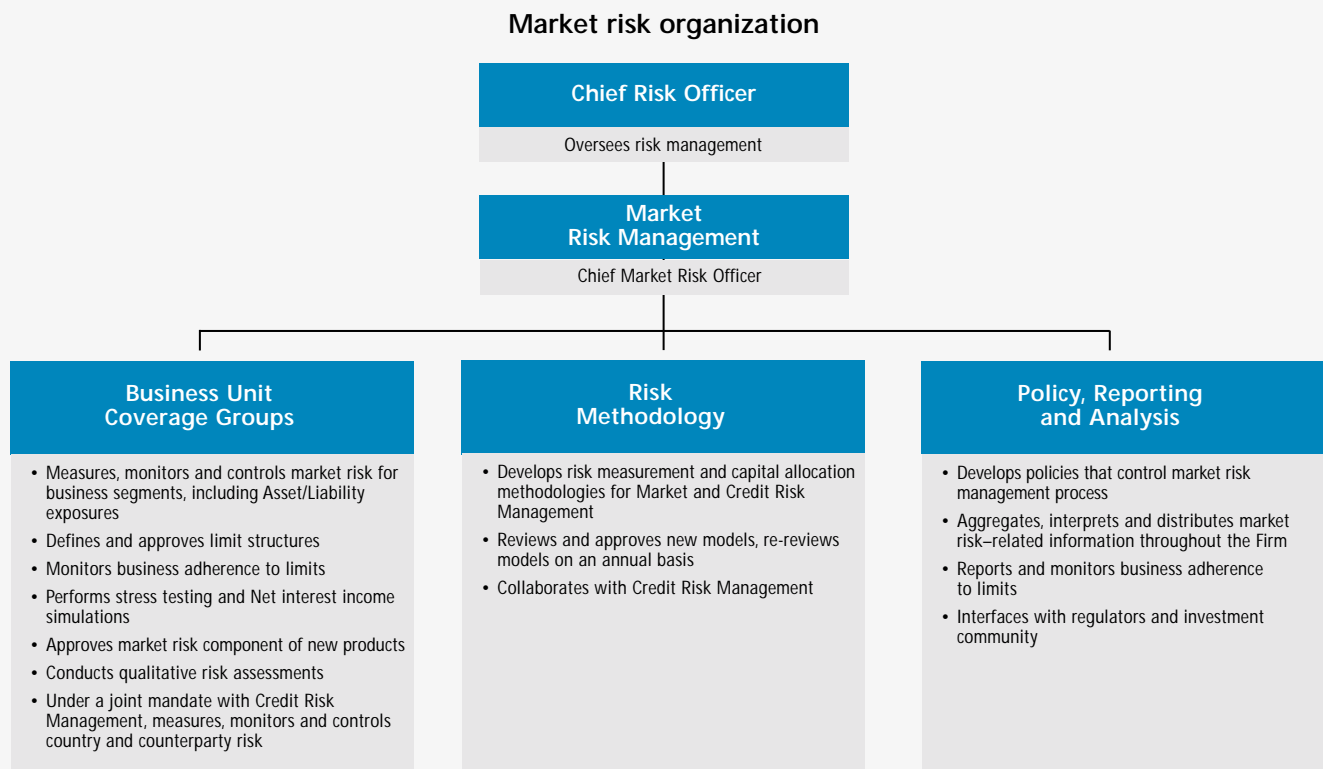 Market risk organization
Chief Risk Officer
Oversees risk management
Market
Risk Management
Chief Market Risk Officer
Business Unit
Coverage Groups
• Measures, monitors and controls market risk for
business segments, including Asset/Liability
exposures
• Defines and approves limit structures
• Monitors business adherence to limits
• Performs stress testing and Net interest income
simulations
• Approves market risk component of new products
• Conducts qualitative risk assessments
• Under a joint mandate with Credit Risk
Management, measures, monitors and controls
country and counterparty risk
Risk
Methodology
• Develops risk measurement and capital allocation
methodologies for Market and Credit Risk
Management
• Reviews and approves new models, re-reviews
models on an annual basis
• Collaborates with Credit Risk Management
Policy, Reporting
and Analysis
• Develops policies that control market risk
management process
• Aggregates, interprets and distributes market
risk–related information throughout the Firm
• Reports and monitors business adherence
to limits
• Interfaces with regulators and investment
community